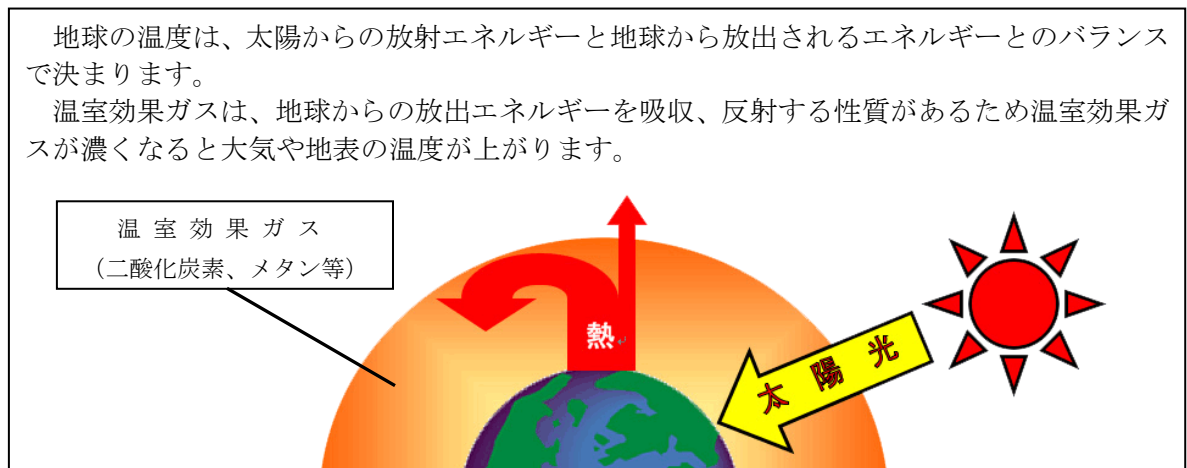 地球の温度は、太陽からの放射エネルギーと地球から放出されるエネルギーとのバランス
で決まります。
　温室効果ガスは、地球からの放出エネルギーを吸収、反射する性質があるため温室効果ガ
スが濃くなると大気や地表の温度が上がります。
温 室 効 果 ガ ス
（二酸化炭素、メタン等）
熱
太 陽 光